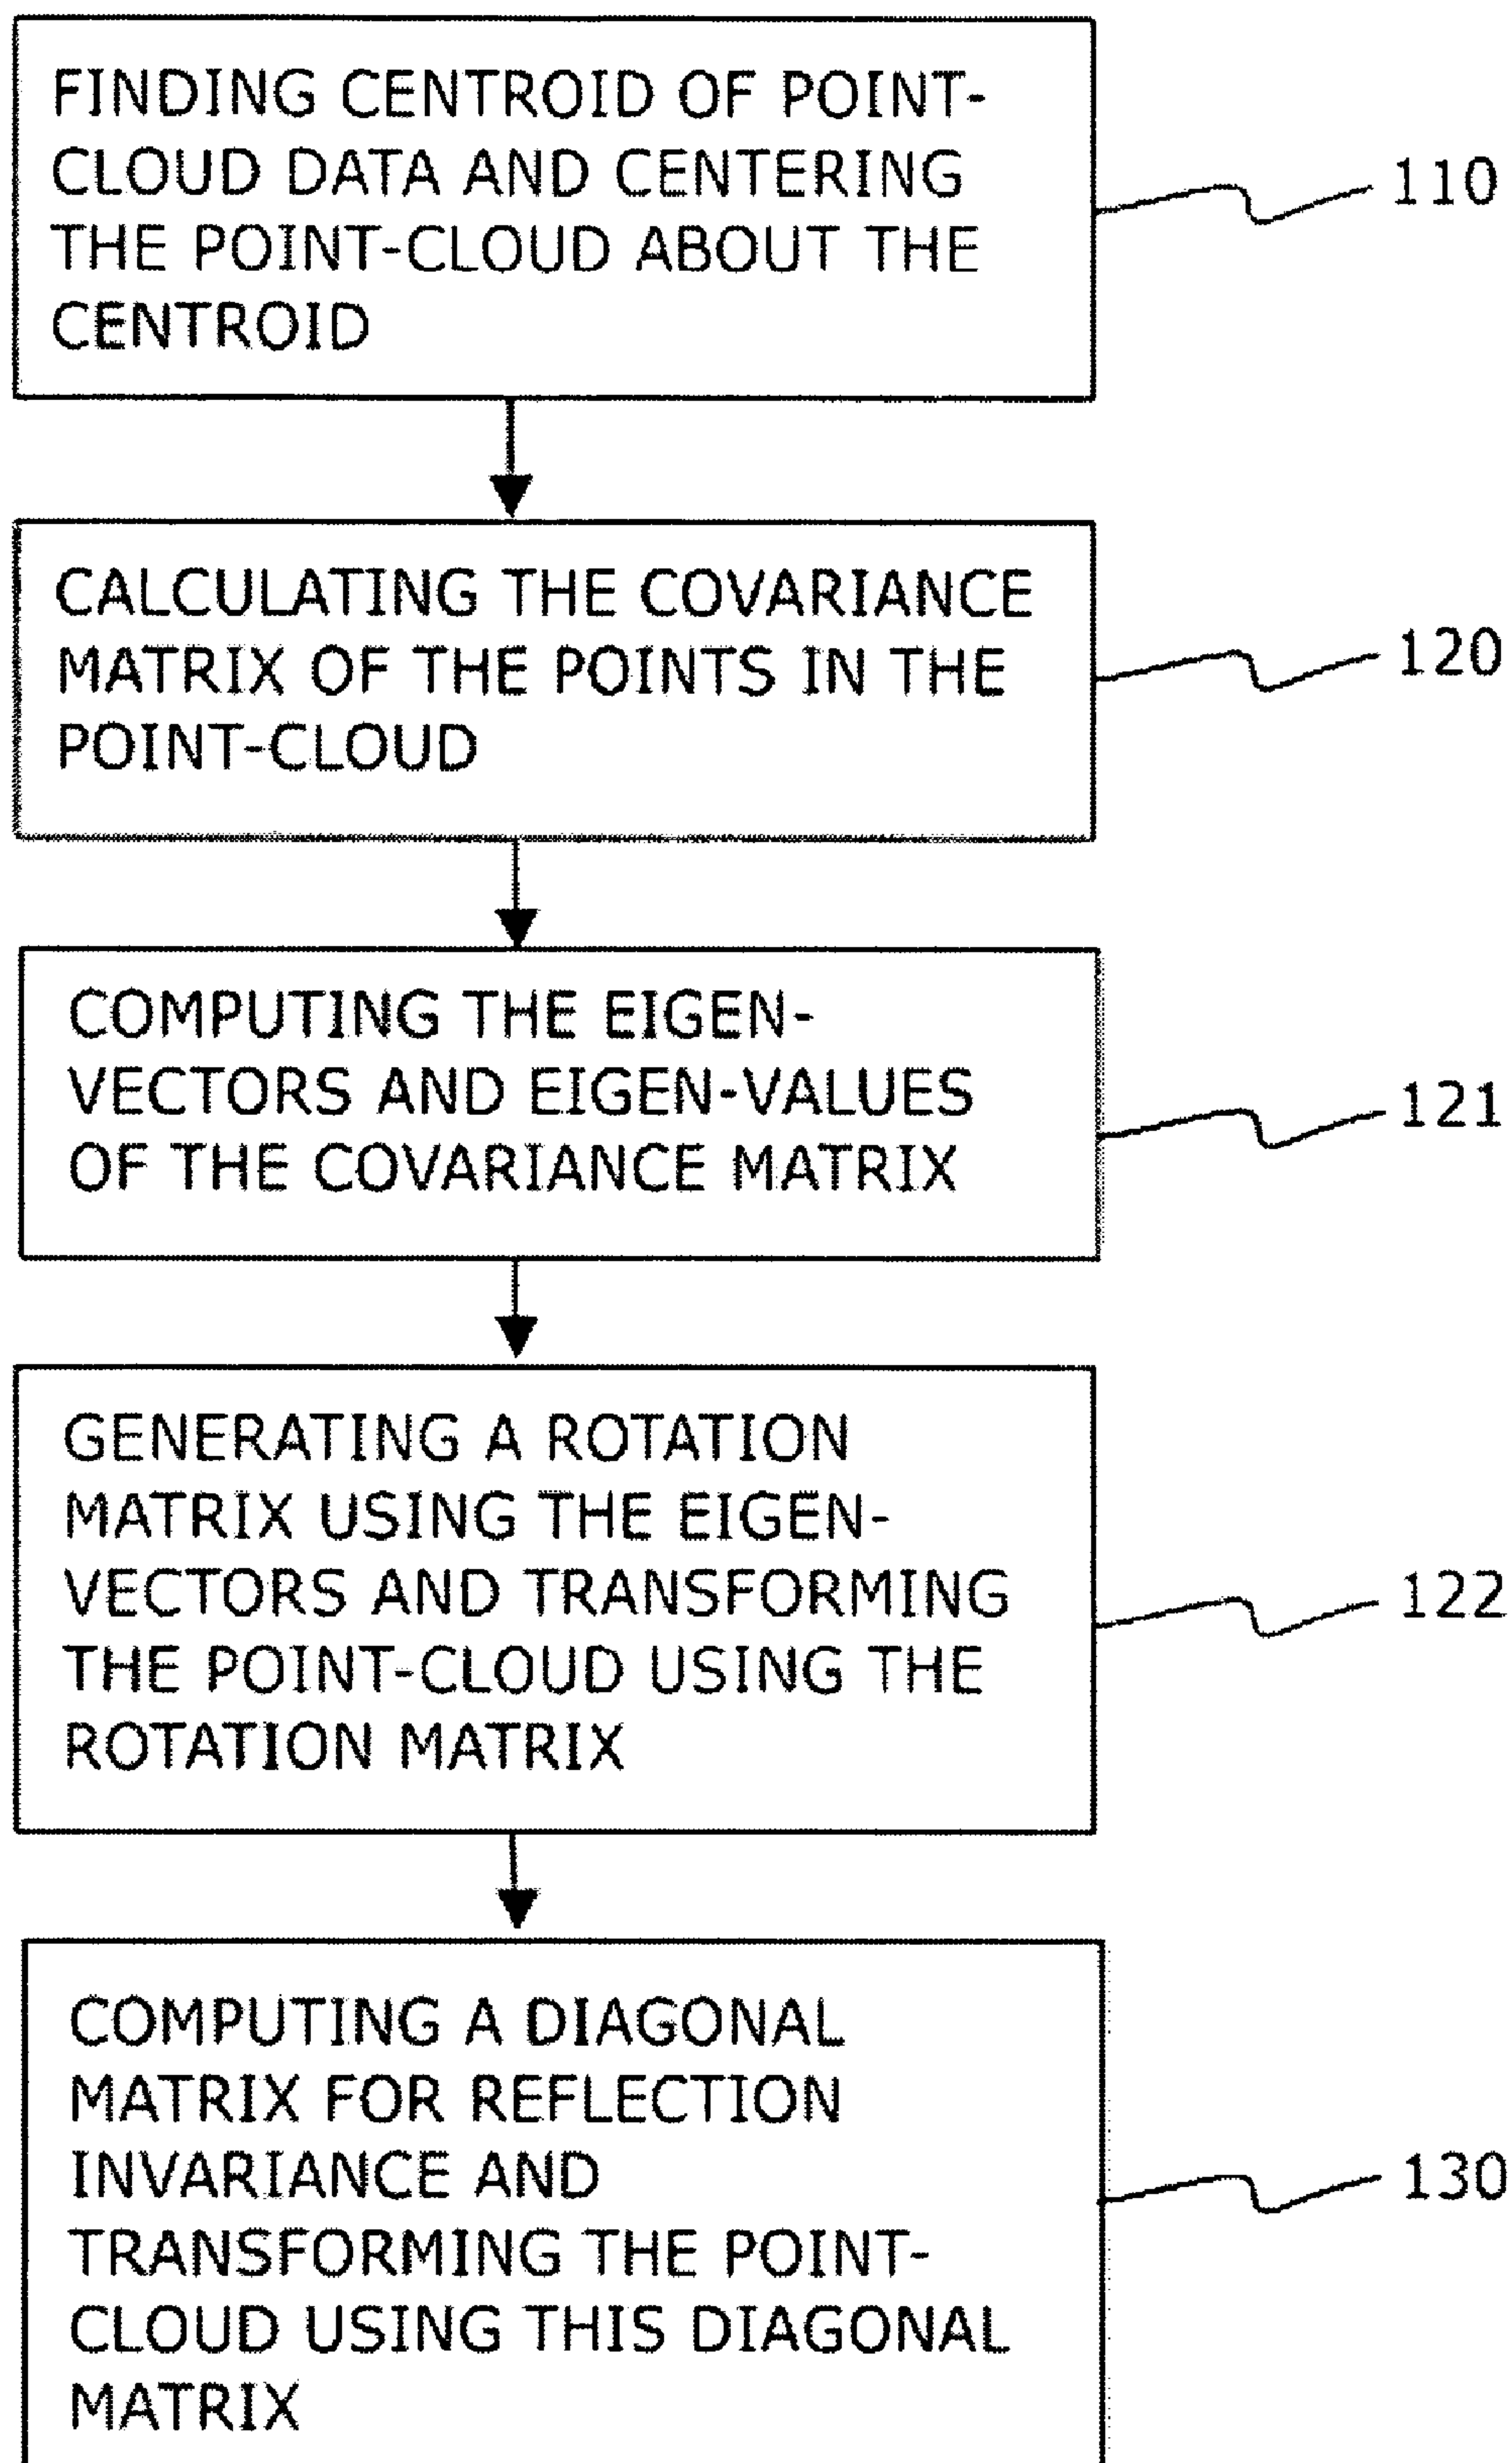 FINDING CENTROID OF POINT-
CLOUD DATA AND CENTERING
THE POINT-CLOUD ABOUT THE
CENTROID
110
CALCULATING THE COVARIANCE
MATRIX OF THE POINTS IN THE
POINT-CLOUD
120
COMPUTING THE EIGEN-
VECTORS AND EIGEN-VALUES
OF THE COVARIANCE MATRIX
121
GENERATING A ROTATION
MATRIX USING THE EIGEN-
VECTORS AND TRANSFORMING
THE POINT-CLOUD USING THE
ROTATION MATRIX
122
COMPUTING A DIAGONAL
MATRIX FOR REFLECTION
INVARIANCE AND
TRANSFORMING THE POINT-
CLOUD USING THIS DIAGONAL
MATRIX
130